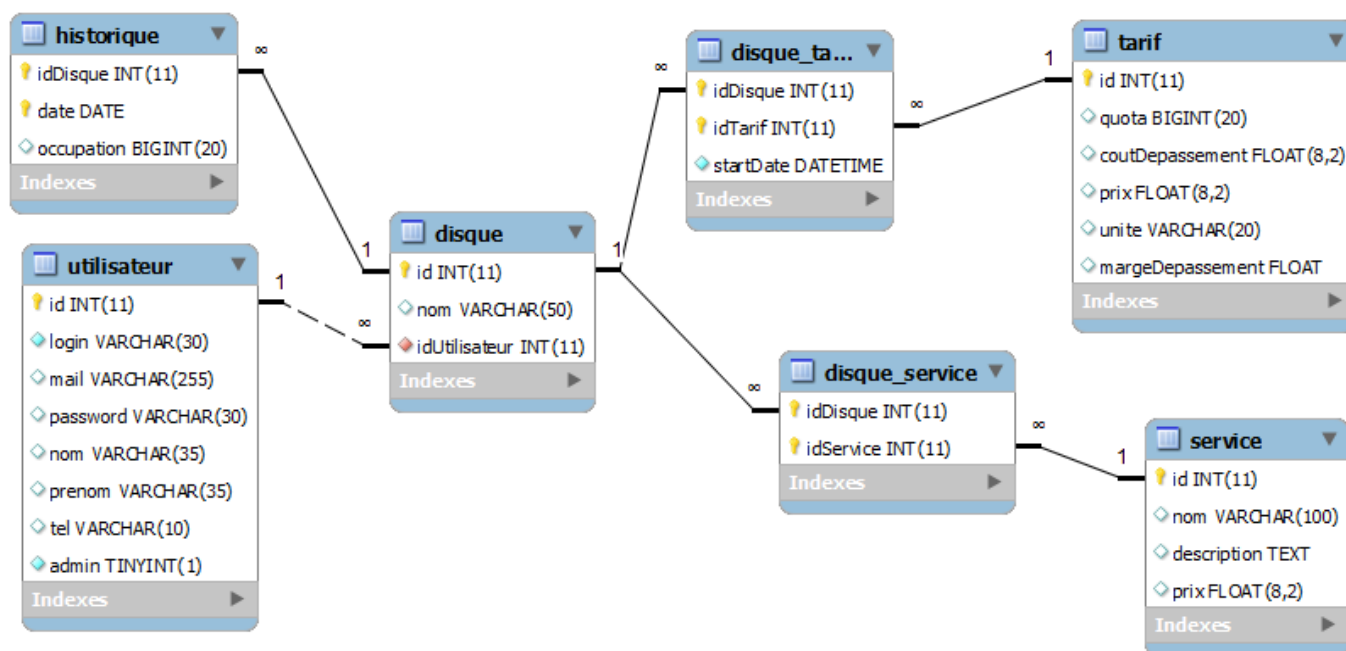 historique
idDisque INT(11)
date DATE
occupation BIGINT(20)
Indexes
∞
1
utilisateur
id INT(11)
login VARCHAR(30)
mail VARCHAR(255)
password VARCHAR(30)
nom VARCHAR(35)
prenom VARCHAR(35)
tel VARCHAR(10)
admin TINYINT(1)
Indexes
1
∞
disque
id INT(11)
nom VARCHAR(50)
idUtilisateur INT(11)
Indexes
1
∞
disque_ta...
idDisque INT(11)
idTarif INT(11)
startDate DATETIME
Indexes
∞
1
tarif
id INT(11)
quota BIGINT(20)
coutDepassement FLOAT(8,2)
prix FLOAT(8,2)
unite VARCHAR(20)
margeDepassement FLOAT
Indexes
∞
disque_service
idDisque INT(11)
idService INT(11)
Indexes
∞
1
service
id INT(11)
nom VARCHAR(100)
description TEXT
prix FLOAT(8,2)
Indexes